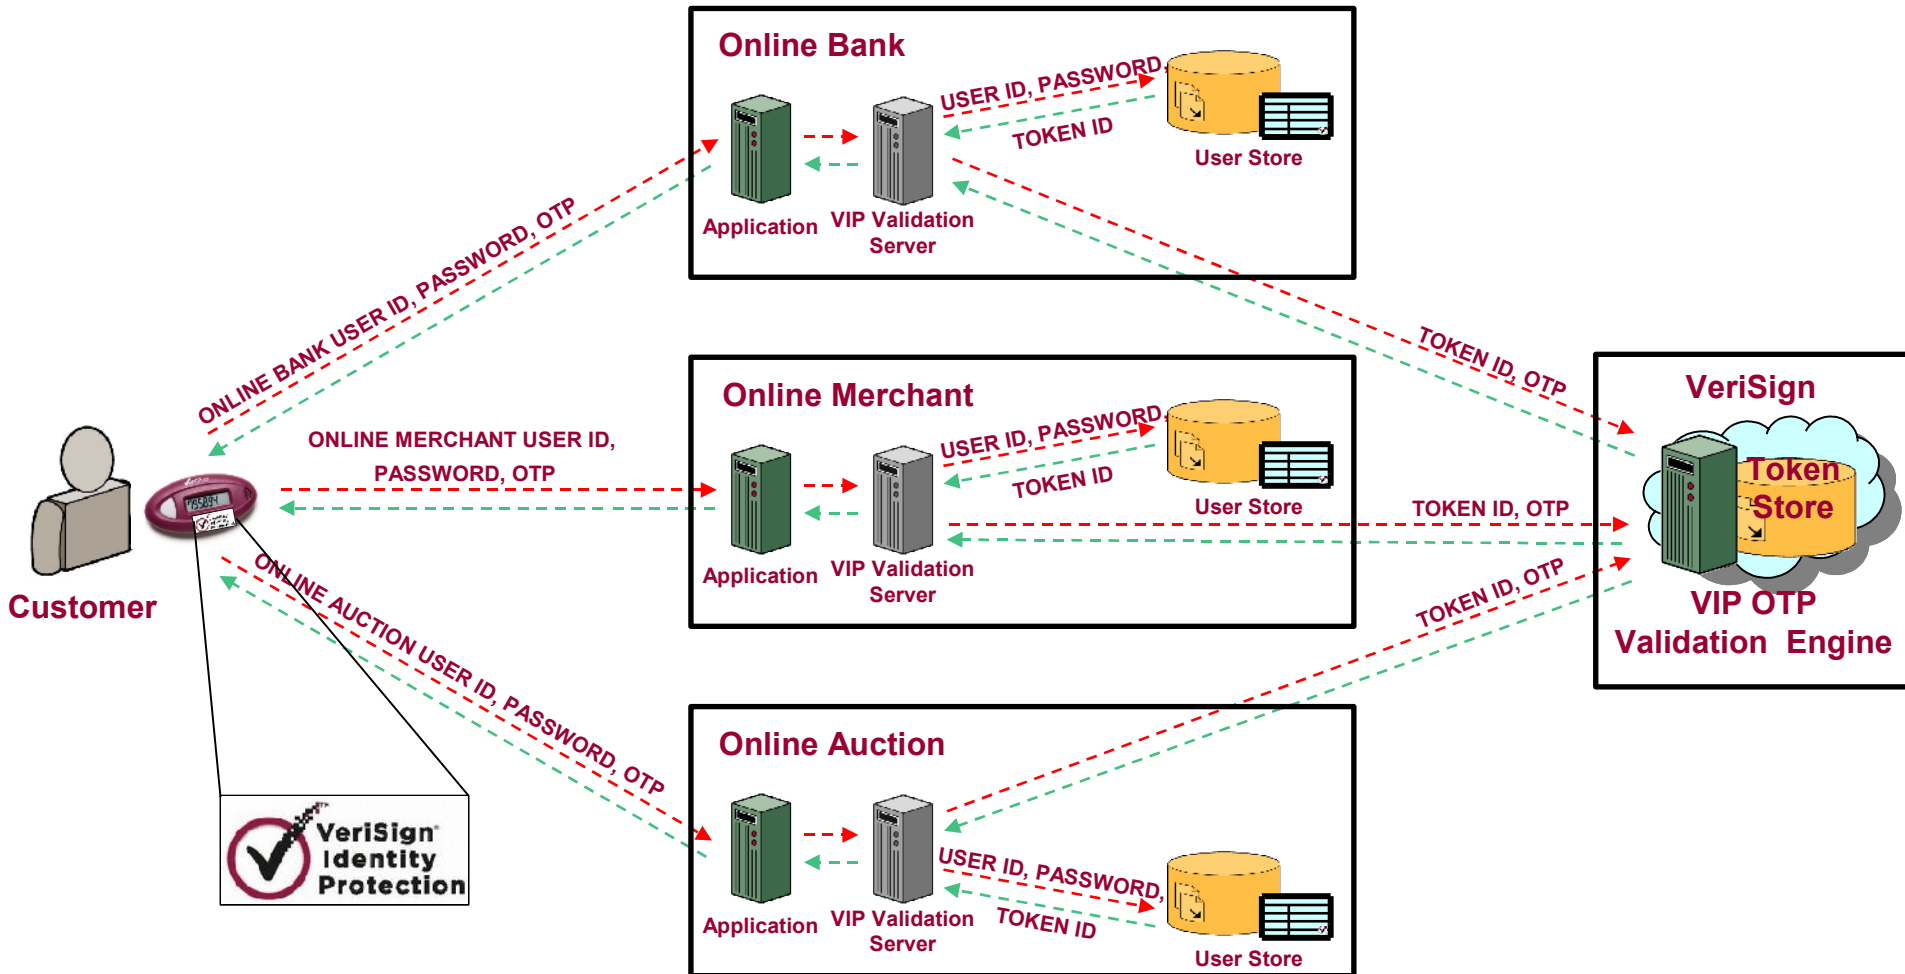 Online Bank
USER ID, PASSWORD,
TOKEN ID
User Store
Application
VIP Validation
Server
ONLINE BANK USER ID, PASSWORD, OTP
TOKEN ID, OTP
Online Merchant
USER ID, PASSWORD,
TOKEN ID
User Store
Application
VIP Validation
Server
ONLINE MERCHANT USER ID,
PASSWORD, OTP
TOKEN ID, OTP
VeriSign
Token
Store
VIP OTP
Validation Engine
Customer
ONLINE AUCTION USER ID, PASSWORD, OTP
TOKEN ID, OTP
Online Auction
USER ID, PASSWORD,
TOKEN ID
User Store
Application
VIP Validation
Server
VeriSign
Identity
Protection